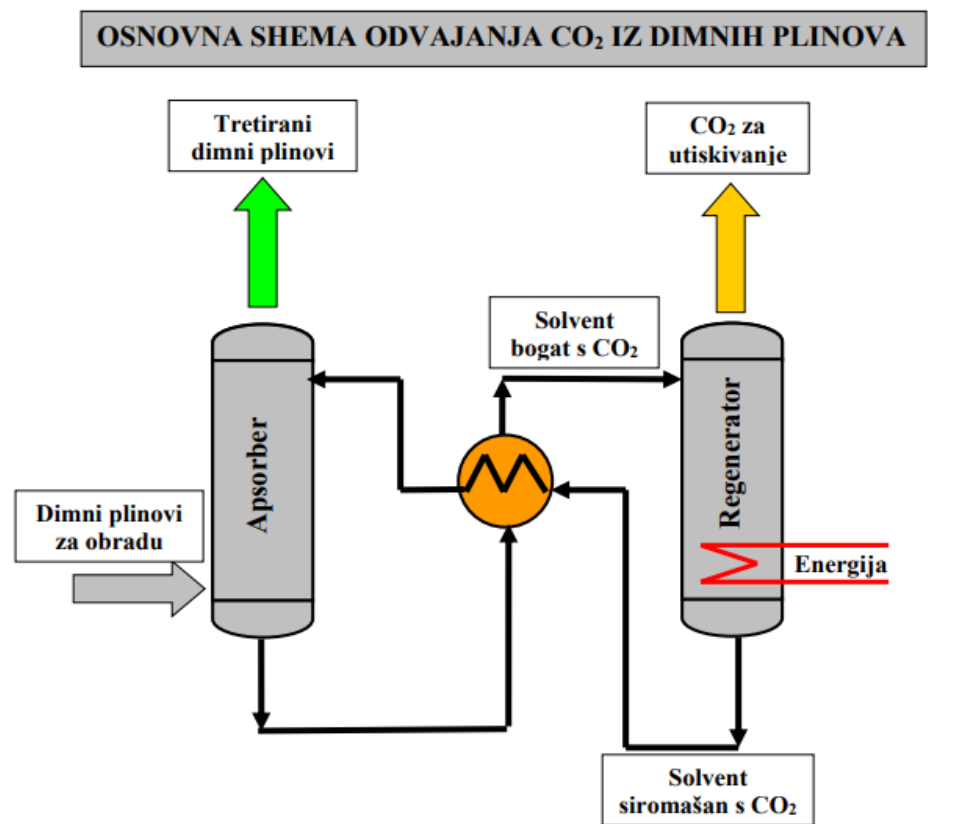 OSNOVNA SHEMA ODVAJANJA CO₂ IZ DIMNIH PLINOVA
Tretirani
dimni plinovi
CO₂ za
utiskivanje
Solvent
bogat s CO₂
Apsorber
Regenerator
Dimni plinovi
za obradu
Energija
Solvent
siromašan s CO₂